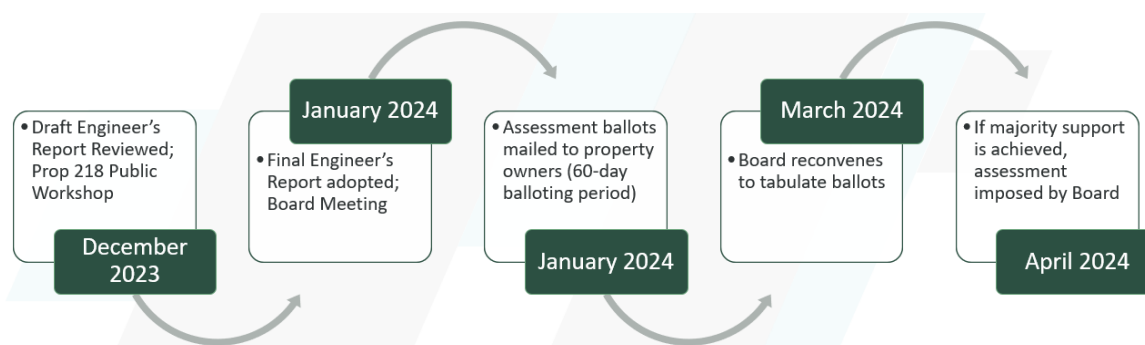 • Draft Engineer's
Report Reviewed;
Prop 218 Public
Workshop
December
2023
January 2024
• Final Engineer's
Report adopted;
Board Meeting
• Assessment ballots
mailed to property
owners (60-day
balloting period)
January 2024
March 2024
• Board reconvenes
to tabulate ballots
• If majority support
is achieved,
assessment
imposed by Board
April 2024